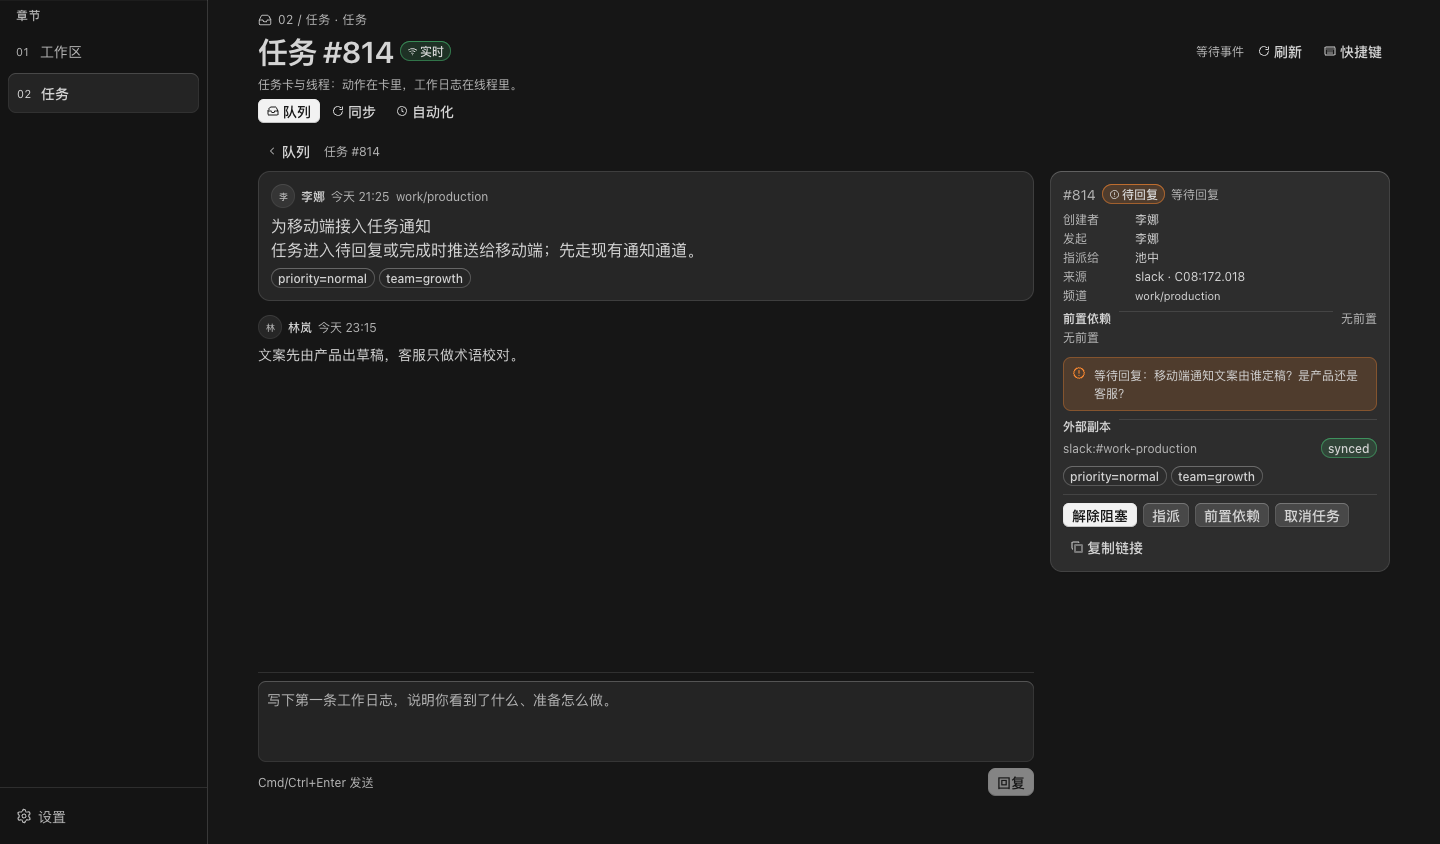 章节
01 工作区
02 任务
设置
02 / 任务 · 任务
任务 #814 实时
任务卡与线程：动作在卡里，工作日志在线程里。
等待事件 刷新 快捷键
队列 同步 自动化
队列 任务 #814
李 李娜 今天 21:25 work/production
为移动端接入任务通知
任务进入待回复或完成时推送给移动端；先走现有通知通道。
priority=normal team=growth
林 林岚 今天 23:15
文案先由产品出草稿，客服只做术语校对。
写下第一条工作日志，说明你看到了什么、准备怎么做。
Cmd/Ctrl+Enter 发送 回复
#814 待回复 等待回复
创建者 李娜
发起 李娜
指派给 池中
来源 slack · C08:172.018
频道 work/production
前置依赖 无前置
无前置
等待回复：移动端通知文案由谁定稿？是产品还是
客服？
外部副本
slack:#work-production synced
priority=normal team=growth
解除阻塞 指派 前置依赖 取消任务
复制链接